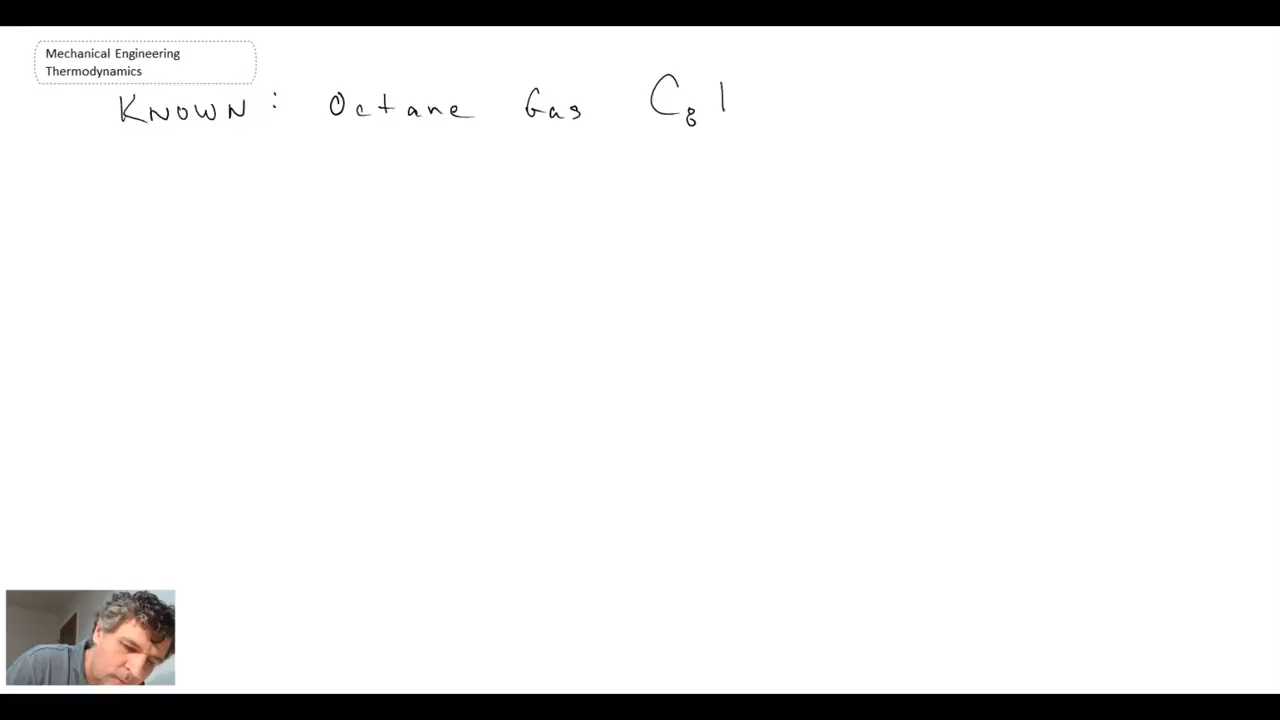 Mechanical Engineering
Thermodynamics
KNOWN: Octane Gas C8 |